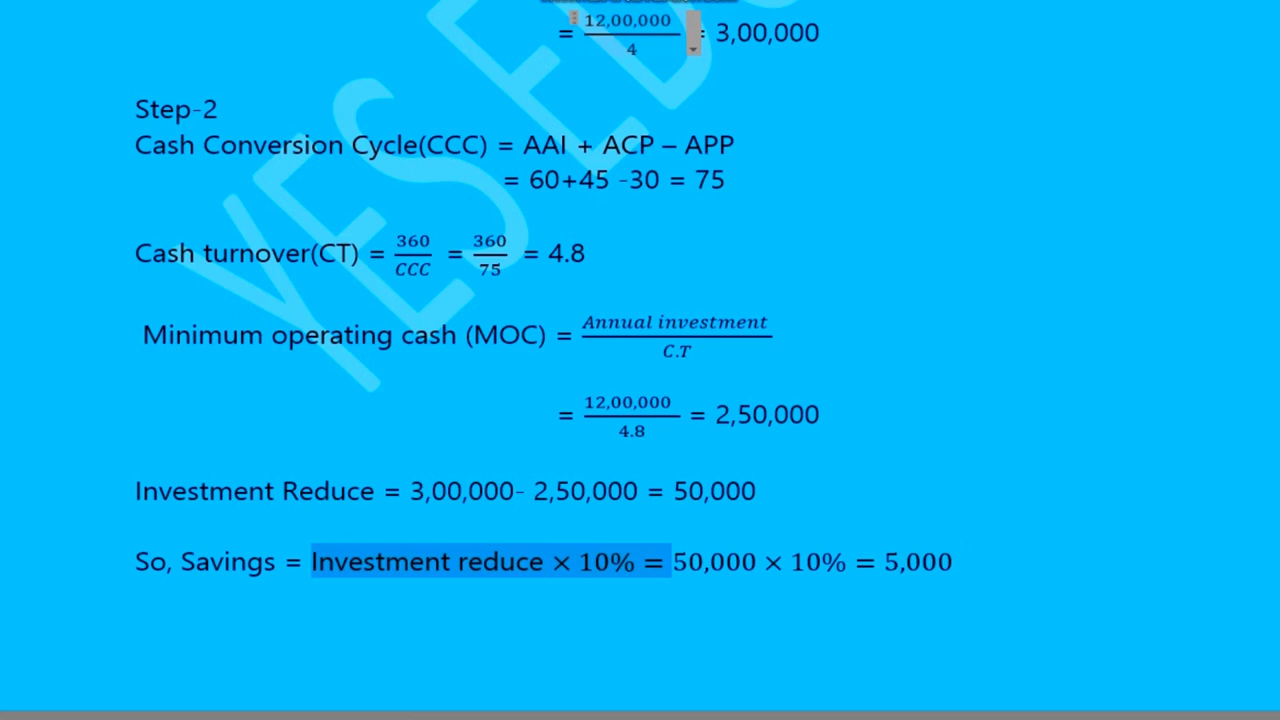 = 12,00,000 / 4 = 3,00,000
Step-2
Cash Conversion Cycle(CCC) = AAI + ACP – APP
= 60+45 -30 = 75
Cash turnover(CT) = 360 / CCC = 360 / 75 = 4.8
Minimum operating cash (MOC) = Annual investment / C.T
= 12,00,000 / 4.8 = 2,50,000
Investment Reduce = 3,00,000- 2,50,000 = 50,000
So, Savings = Investment reduce × 10% = 50,000 × 10% = 5,000
YES ED